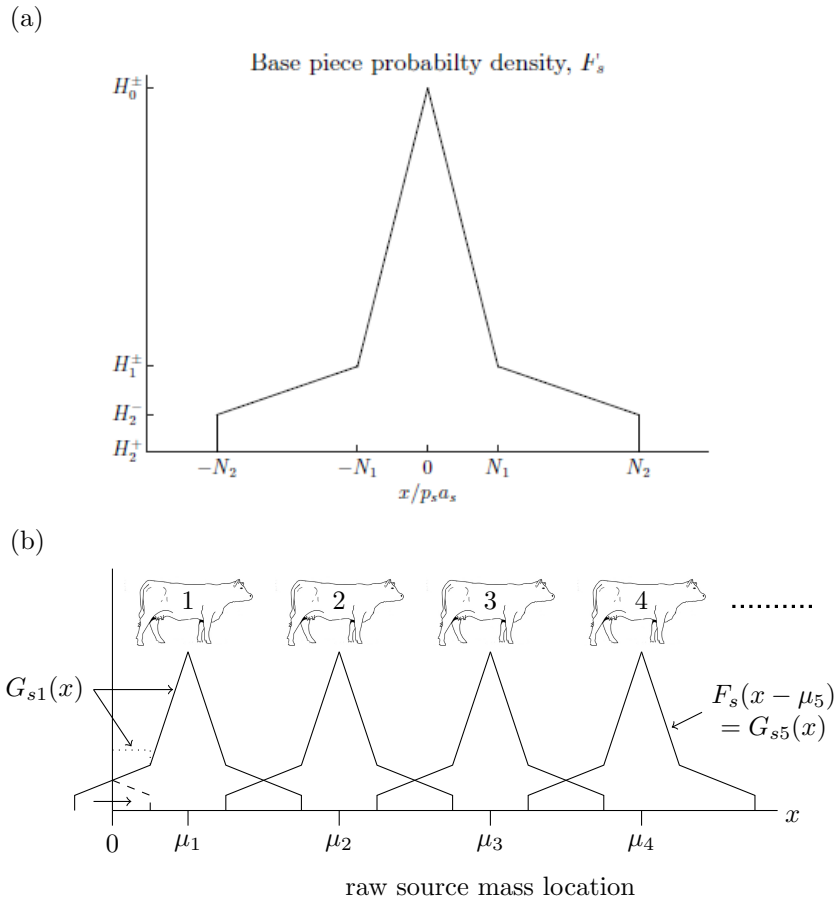 (a)
Base piece probabilty density, F_s
H_0^±
H_1^±
H_2^-
H_2^+
-N_2 -N_1 0 N_1 N_2
x/p_s a_s
(b)
1 2 3 4 ..........
G_{s1}(x)
F_s(x - μ_5)
= G_{s5}(x)
x
0 μ_1 μ_2 μ_3 μ_4
raw source mass location